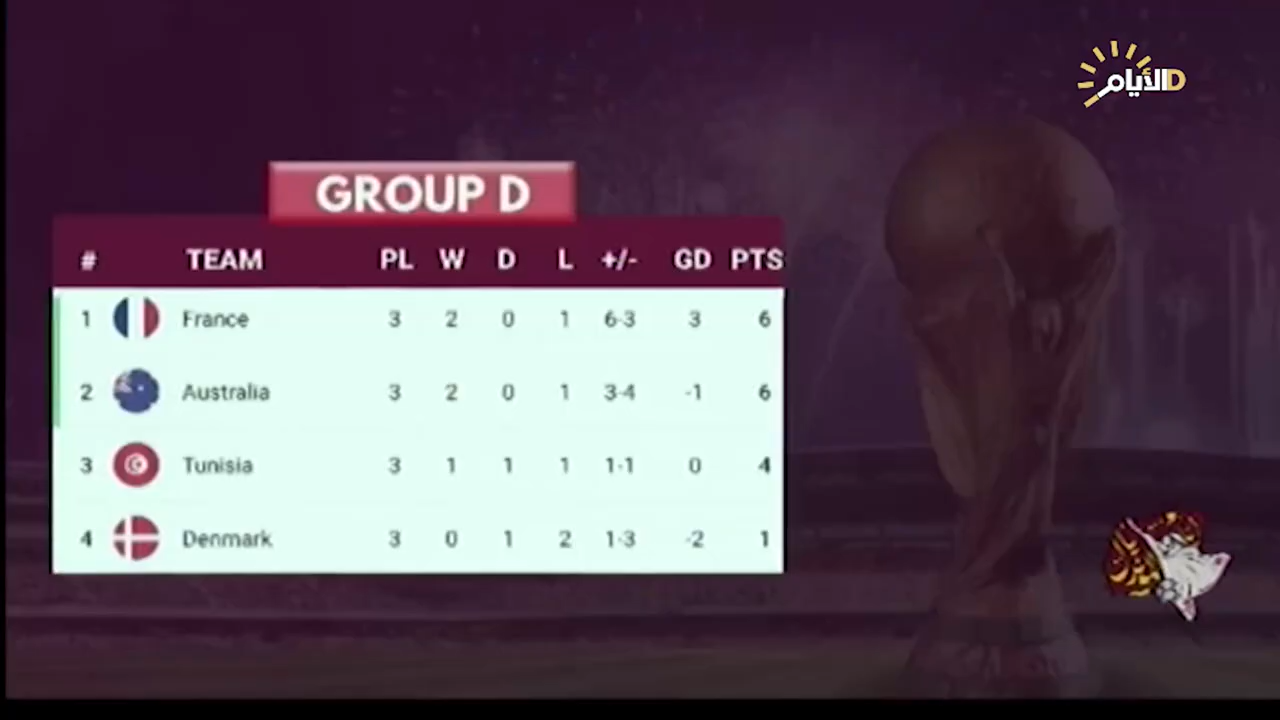 الأيام D
GROUP D
# TEAM PL W D L +/- GD PTS
1 France 3 2 0 1 6-3 3 6
2 Australia 3 2 0 1 3-4 -1 6
3 Tunisia 3 1 1 1 1-1 0 4
4 Denmark 3 0 1 2 1-3 -2 1